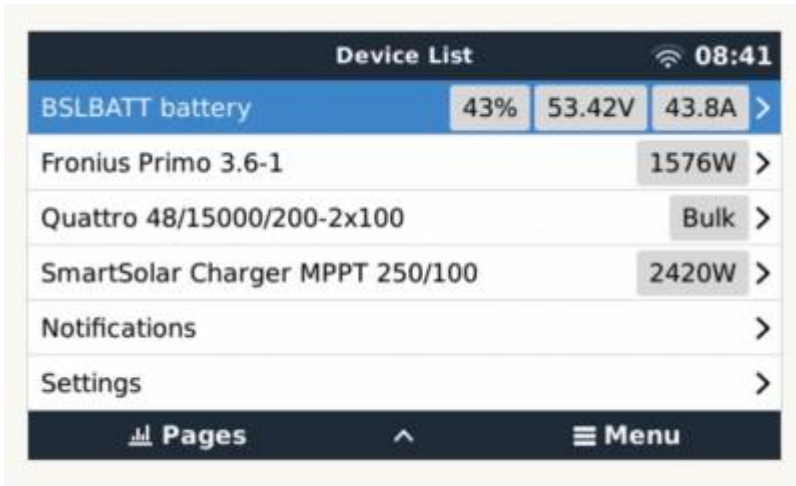 Device List 08:41
BSLBATT battery 43% 53.42V 43.8A
Fronius Primo 3.6-1 1576W
Quattro 48/15000/200-2x100 Bulk
SmartSolar Charger MPPT 250/100 2420W
Notifications
Settings
Pages Menu